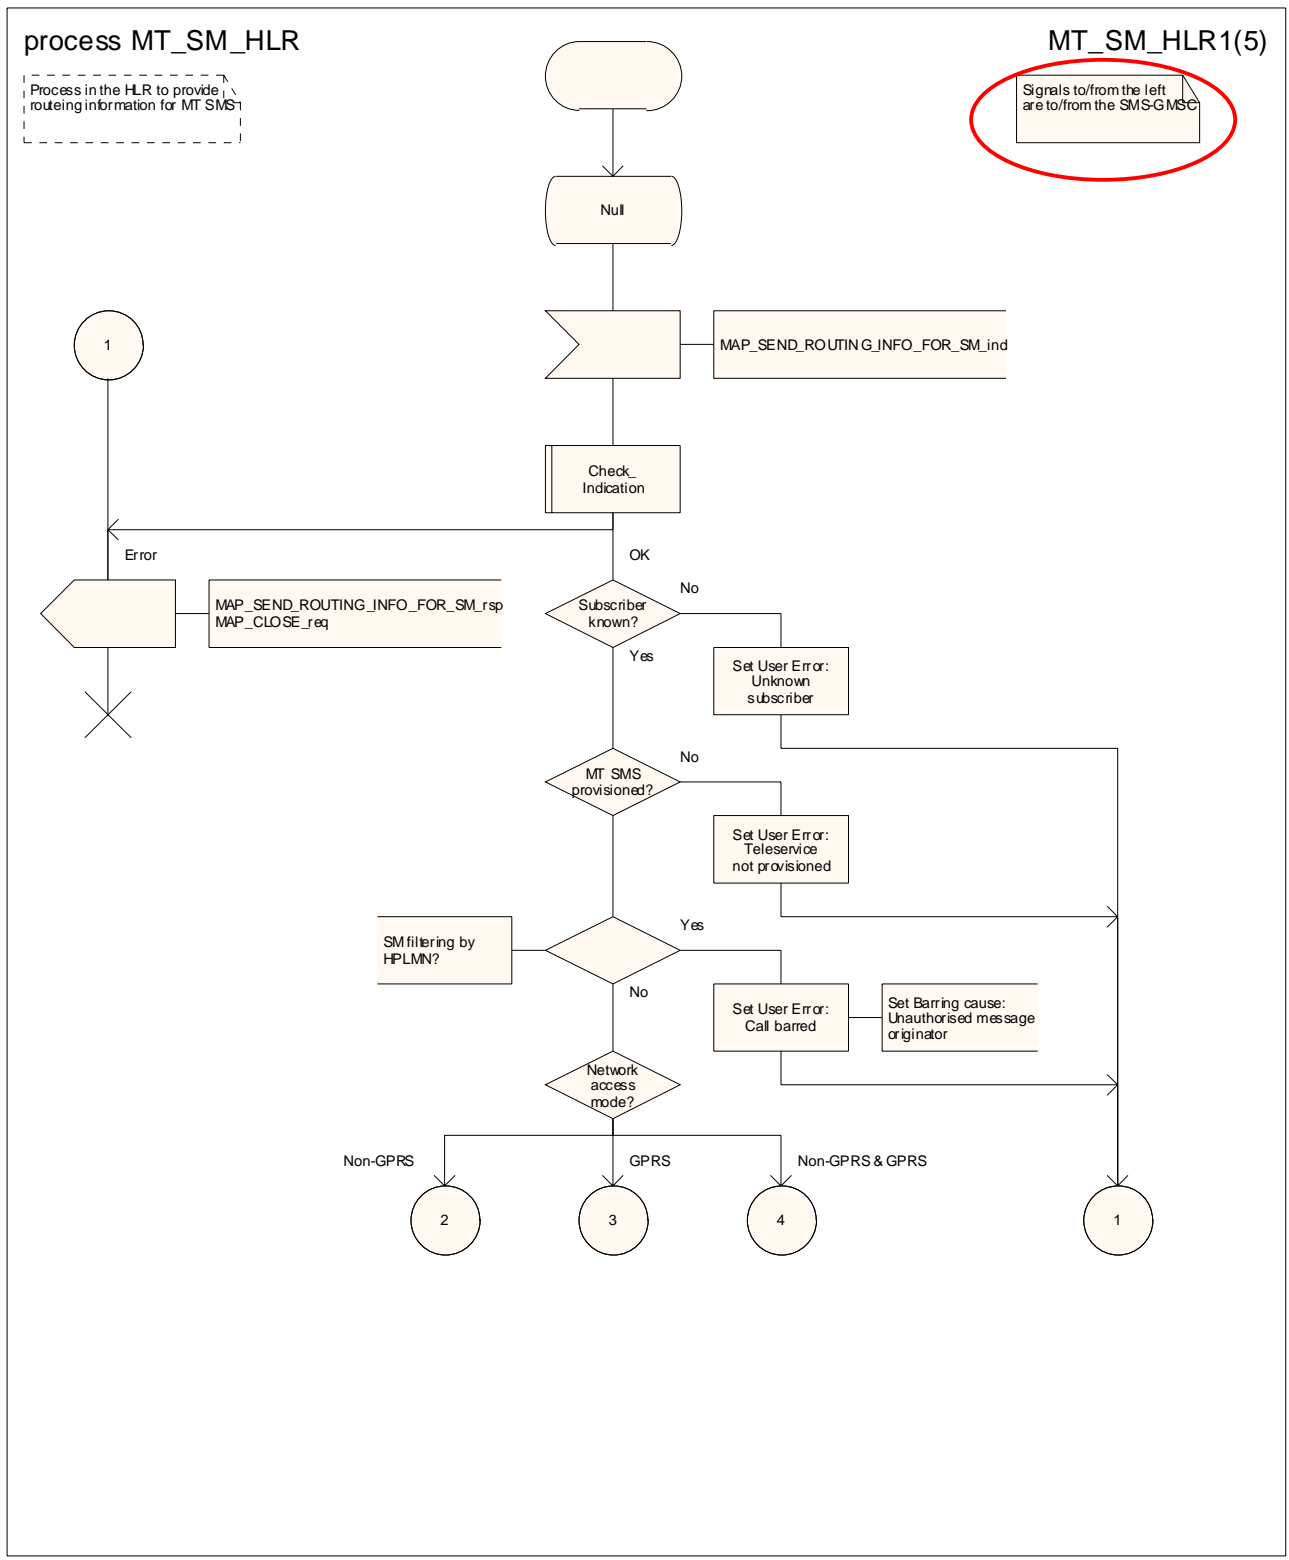 process MT_SM_HLR
MT_SM_HLR1(5)
Process in the HLR to provide
routeing information for MT SMS
Signals to/from the left
are to/from the SMS-GMSC
Null
1
MAP_SEND_ROUTING_INFO_FOR_SM_ind
Check_
Indication
Error
OK
MAP_SEND_ROUTING_INFO_FOR_SM_rsp
MAP_CLOSE_req
Subscriber
known?
No
Yes
Set User Error:
Unknown
subscriber
MT SMS
provisioned?
No
Set User Error:
Teleservice
not provisioned
SM filtering by
HPLMN?
Yes
No
Set User Error:
Call barred
Set Barring cause:
Unauthorised message
originator
Network
access
mode?
Non-GPRS
GPRS
Non-GPRS & GPRS
2
3
4
1